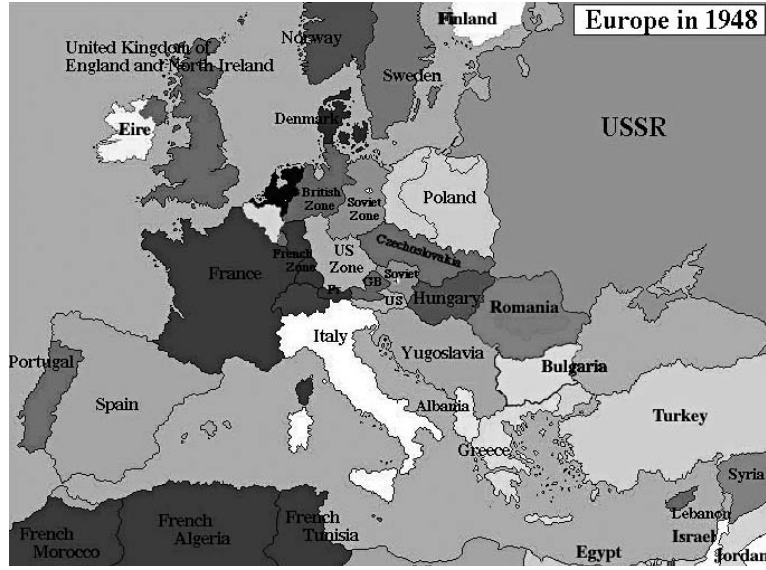 Finland
Europe in 1948
Norway
United Kingdom of
England and North Ireland
Sweden
Denmark
Eire
USSR
British
Zone
Soviet
Zone
Poland
Czechoslovakia
France
French
Zone
US
Zone
Soviet
GB
Fr
US
Hungary
Romania
Italy
Yugoslavia
Portugal
Bulgaria
Spain
Albania
Turkey
Greece
Syria
Lebanon
French
Morocco
French
Algeria
French
Tunisia
Israel
Egypt
Jordan